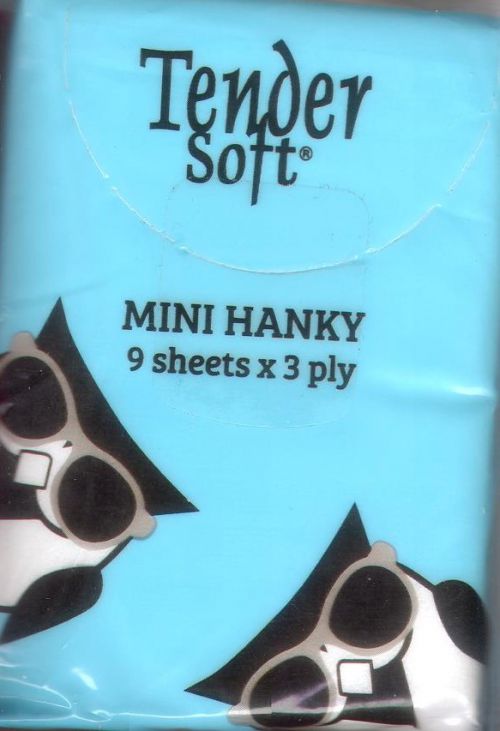 Tender
Soft®
MINI HANKY
9 sheets x 3 ply